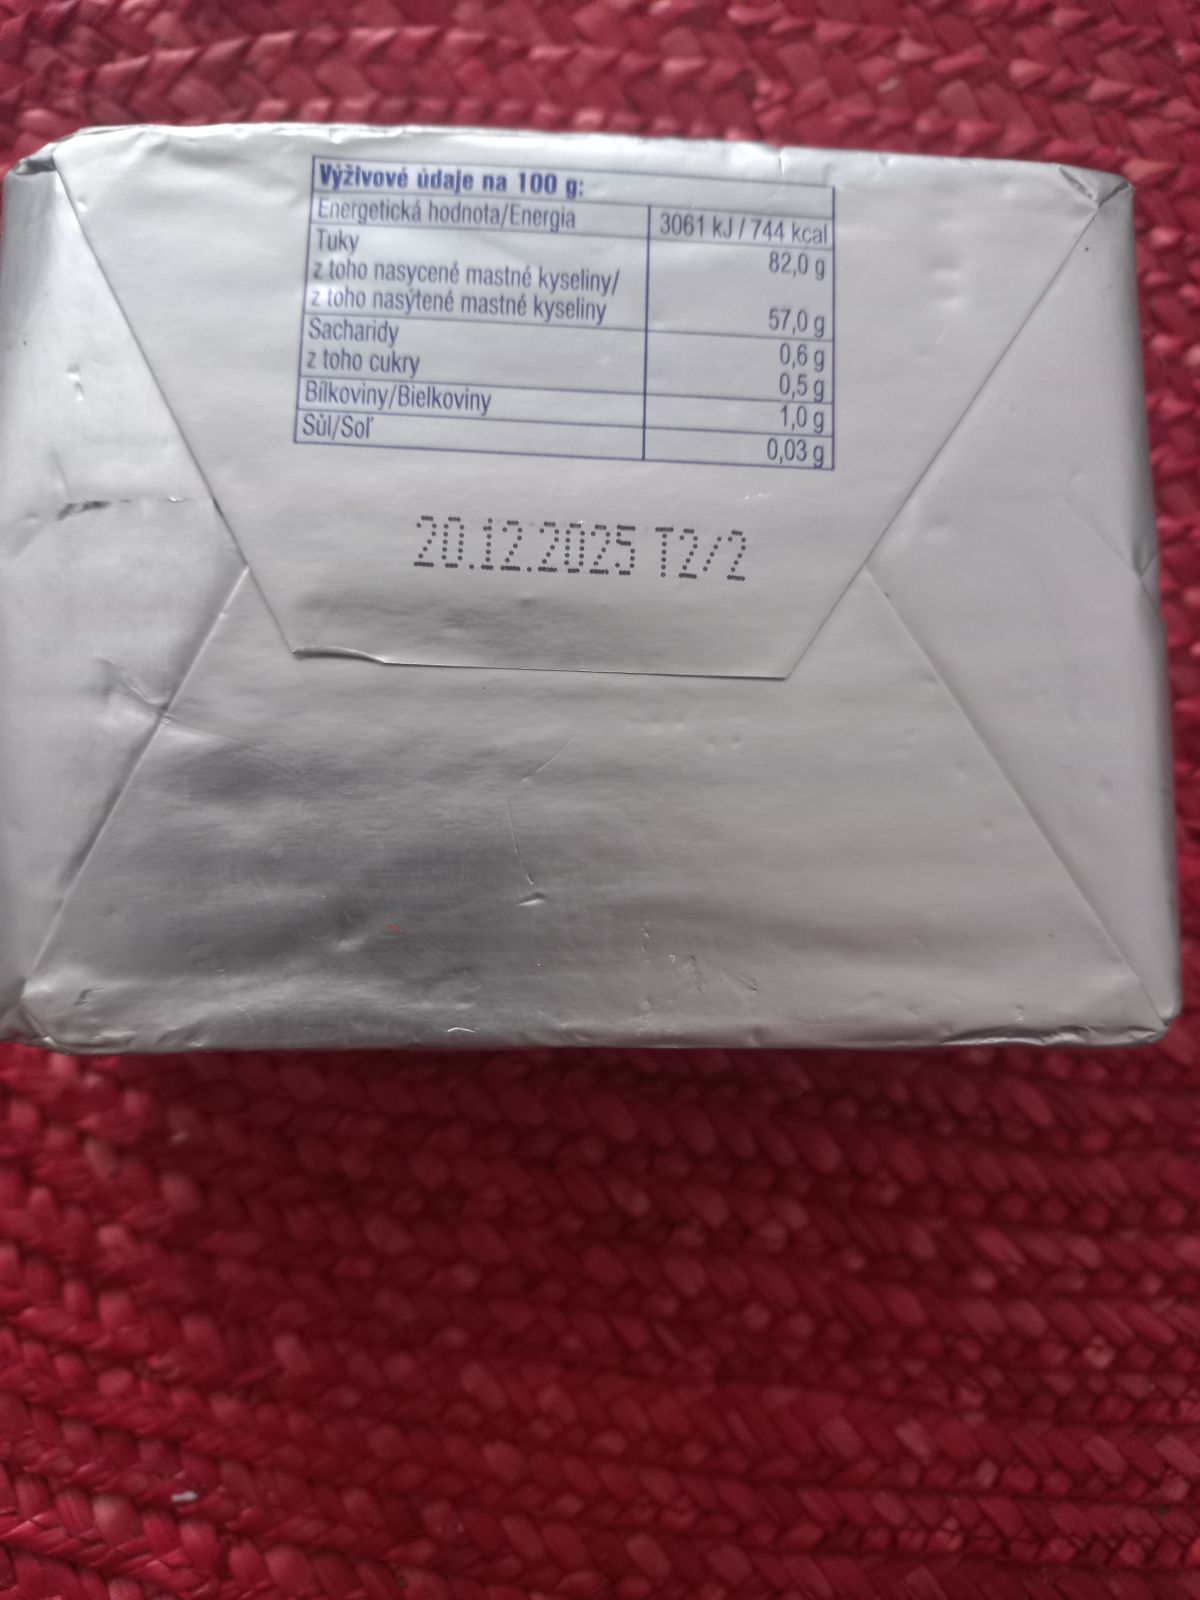 Výživové údaje na 100 g:
Energetická hodnota/Energia 3061 kJ / 744 kcal
Tuky 82,0 g
z toho nasycené mastné kyseliny/
z toho nasýtené mastné kyseliny 57,0 g
Sacharidy 0,6 g
z toho cukry 0,5 g
Bílkoviny/Bielkoviny 1,0 g
Sůl/Soľ 0,03 g
20.12.2025 T2/2